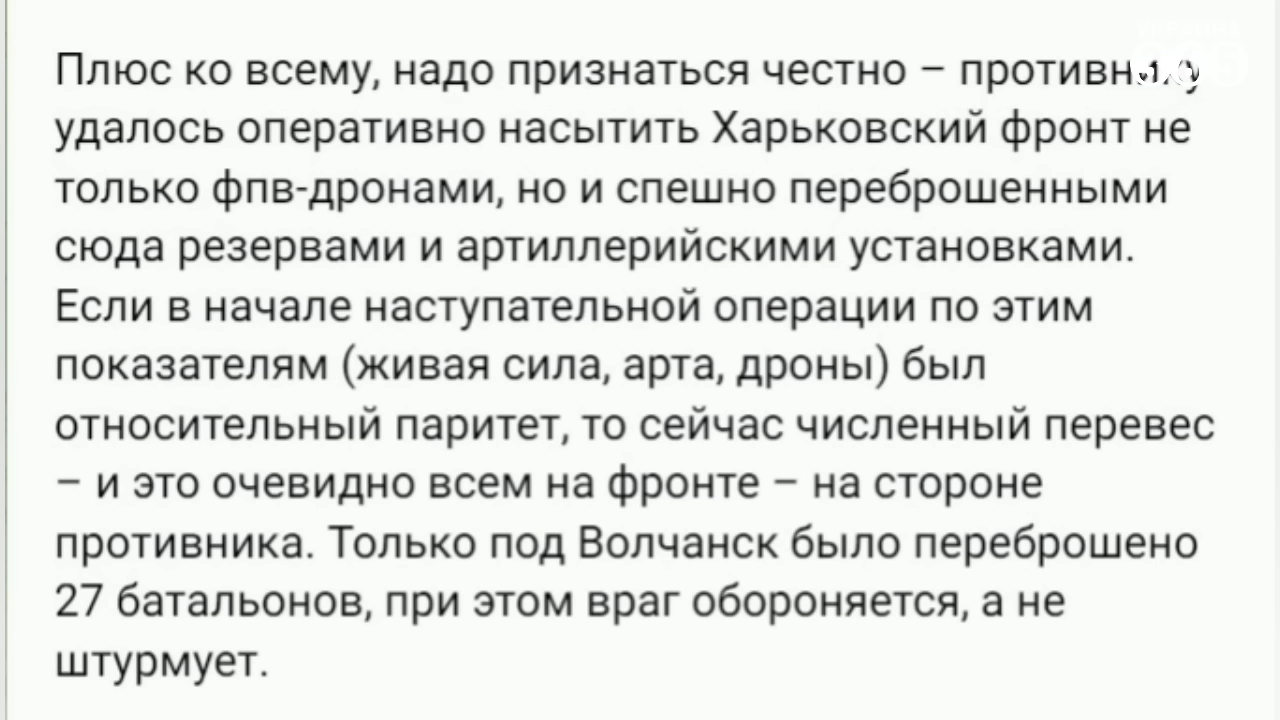 Плюс ко всему, надо признаться честно – противнику
удалось оперативно насытить Харьковский фронт не
только фпв-дронами, но и спешно переброшенными
сюда резервами и артиллерийскими установками.
Если в начале наступательной операции по этим
показателям (живая сила, арта, дроны) был
относительный паритет, то сейчас численный перевес
– и это очевидно всем на фронте – на стороне
противника. Только под Волчанск было переброшено
27 батальонов, при этом враг обороняется, а не
штурмует.